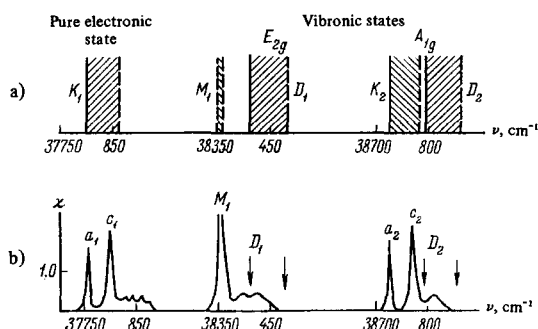 Pure electronic state
Vibronic states
E₂g
A₁g
a)
K₁
M₁
D₁
K₂
D₂
37750 850 38350 450 38700 800 ν, cm⁻¹
b)
ϰ
1.0
a₁
c₁
M₁
D₁
a₂
c₂
D₂
37750 850 38350 450 38700 800 ν, cm⁻¹